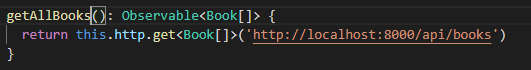 getAllBooks(): Observable<Book[]> {
return this.http.get<Book[]>('http://localhost:8000/api/books')
}